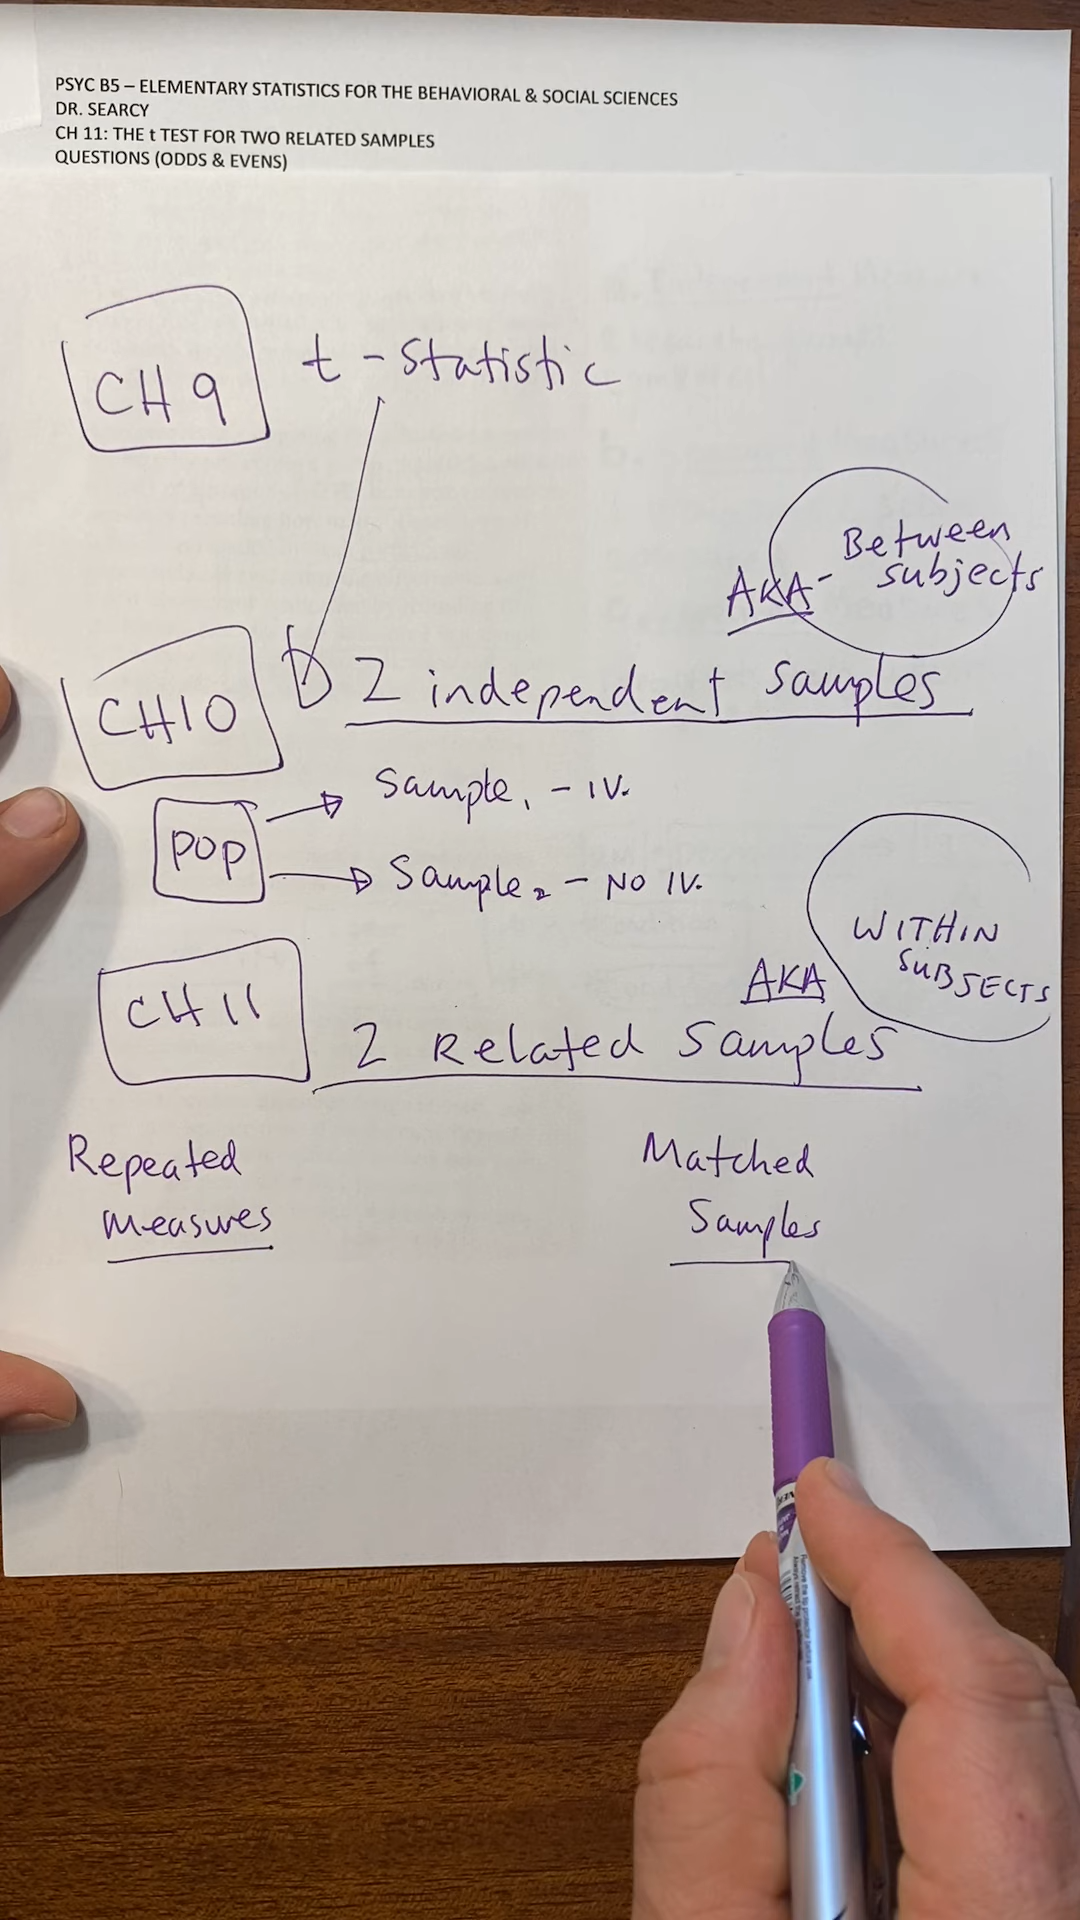 PSYC B5 – ELEMENTARY STATISTICS FOR THE BEHAVIORAL & SOCIAL SCIENCES
DR. SEARCY
CH 11: THE t TEST FOR TWO RELATED SAMPLES
QUESTIONS (ODDS & EVENS)
CH 9 t - Statistic
AKA - Between subjects
CH10 2 independent samples
POP
Sample, - IV.
Sample2 - NO IV.
AKA WITHIN SUBJECTS
CH 11 2 Related Samples
Repeated measures
Matched Samples